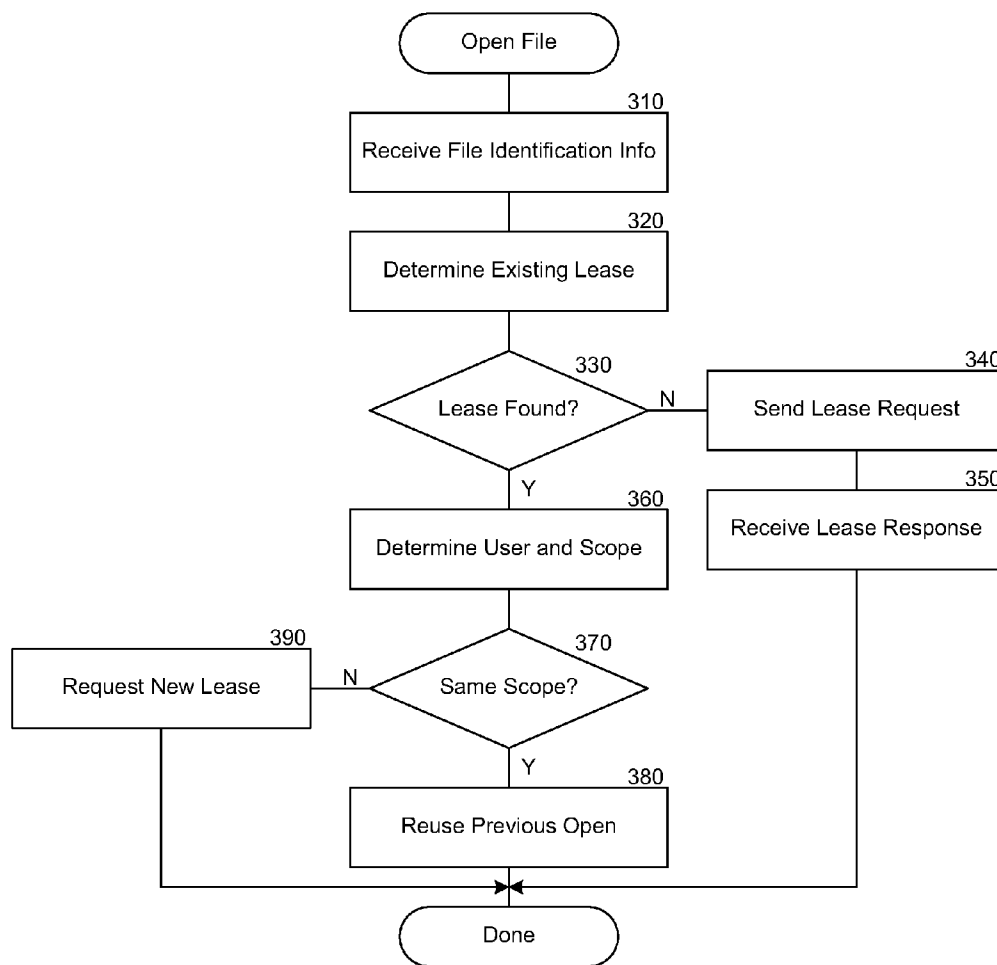 Open File
310
Receive File Identification Info
320
Determine Existing Lease
330
Lease Found?
N
340
Send Lease Request
350
Receive Lease Response
Y
360
Determine User and Scope
370
Same Scope?
N
390
Request New Lease
Y
380
Reuse Previous Open
Done